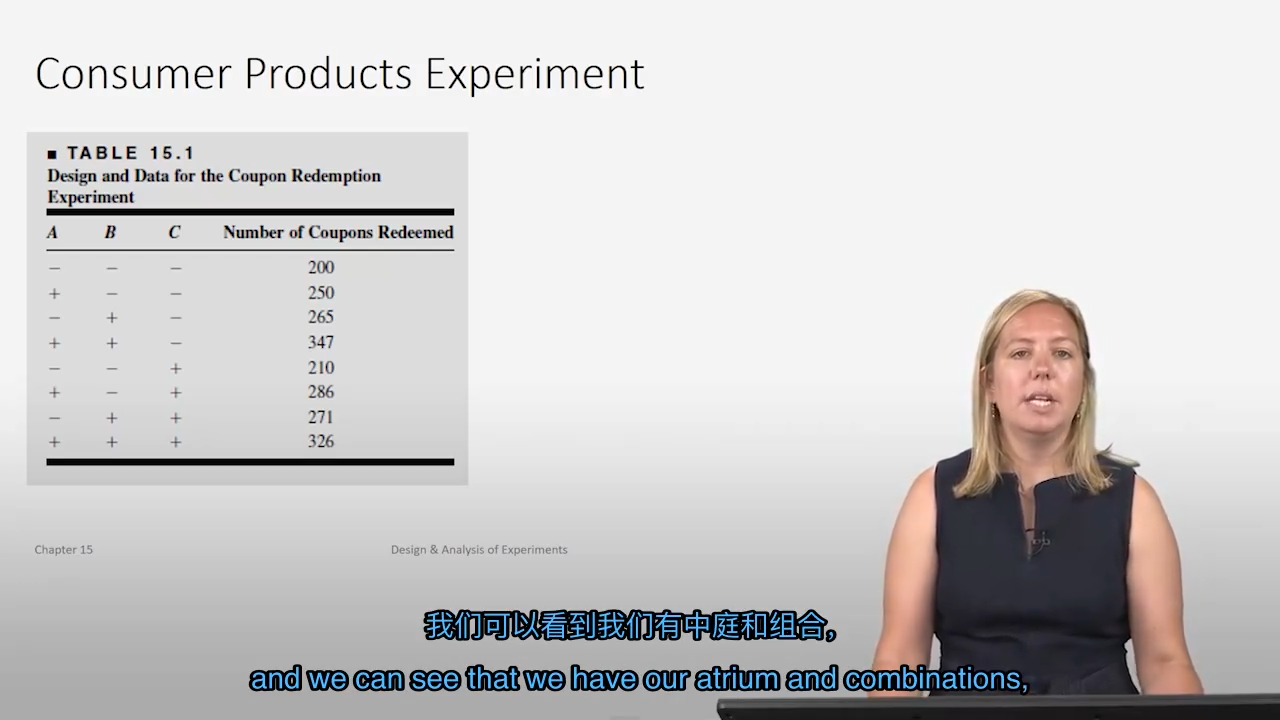 Consumer Products Experiment
■ TABLE 15.1
Design and Data for the Coupon Redemption
Experiment
A B C Number of Coupons Redeemed
− − − 200
+ − − 250
− + − 265
+ + − 347
− − + 210
+ − + 286
− + + 271
+ + + 326
Chapter 15 Design & Analysis of Experiments
我们可以看到我们有中庭和组合,
and we can see that we have our atrium and combinations,